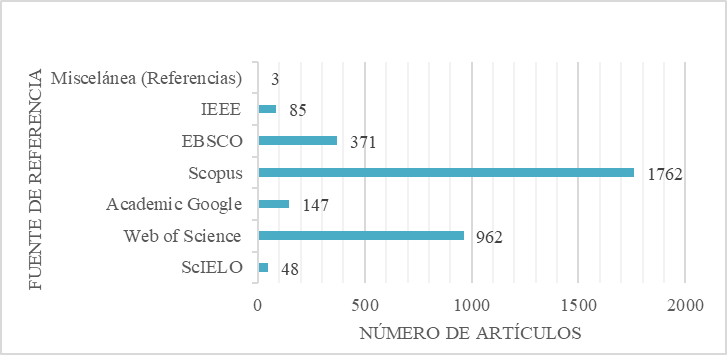 FUENTE DE REFERENCIA
Miscelánea (Referencias) 3
IEEE 85
EBSCO 371
Scopus 1762
Academic Google 147
Web of Science 962
ScIELO 48
0 500 1000 1500 2000
NÚMERO DE ARTÍCULOS